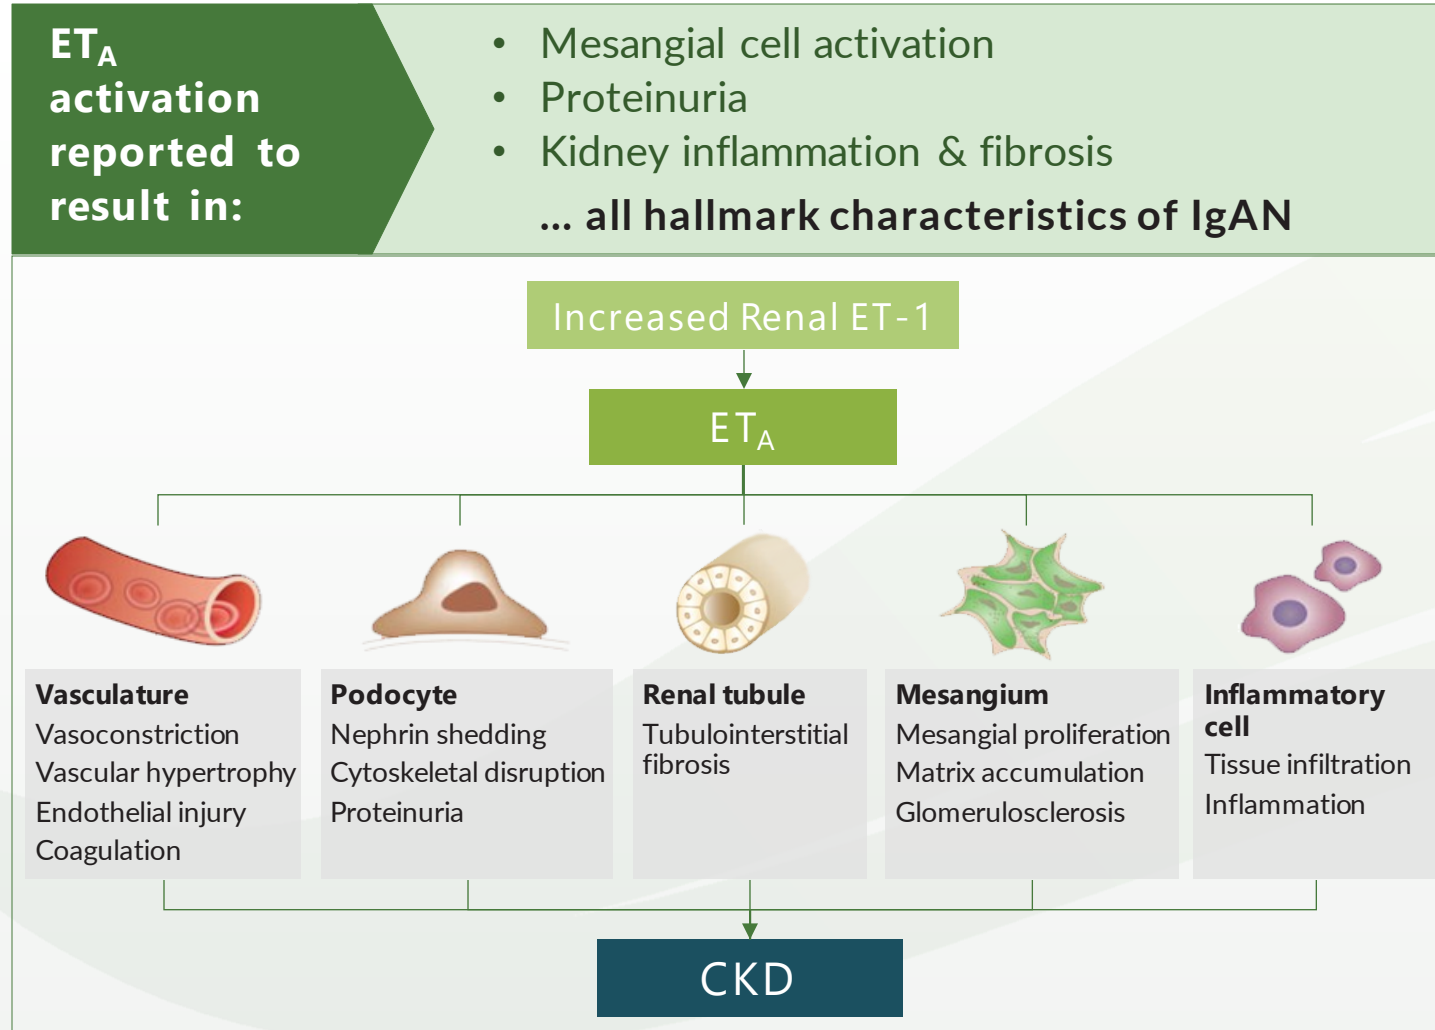 ET_A
activation
reported to
result in:
• Mesangial cell activation
• Proteinuria
• Kidney inflammation & fibrosis
... all hallmark characteristics of IgAN
Increased Renal ET-1
ET_A
Vasculature
Vasoconstriction
Vascular hypertrophy
Endothelial injury
Coagulation
Podocyte
Nephrin shedding
Cytoskeletal disruption
Proteinuria
Renal tubule
Tubulointerstitial
fibrosis
Mesangium
Mesangial proliferation
Matrix accumulation
Glomerulosclerosis
Inflammatory
cell
Tissue infiltration
Inflammation
CKD